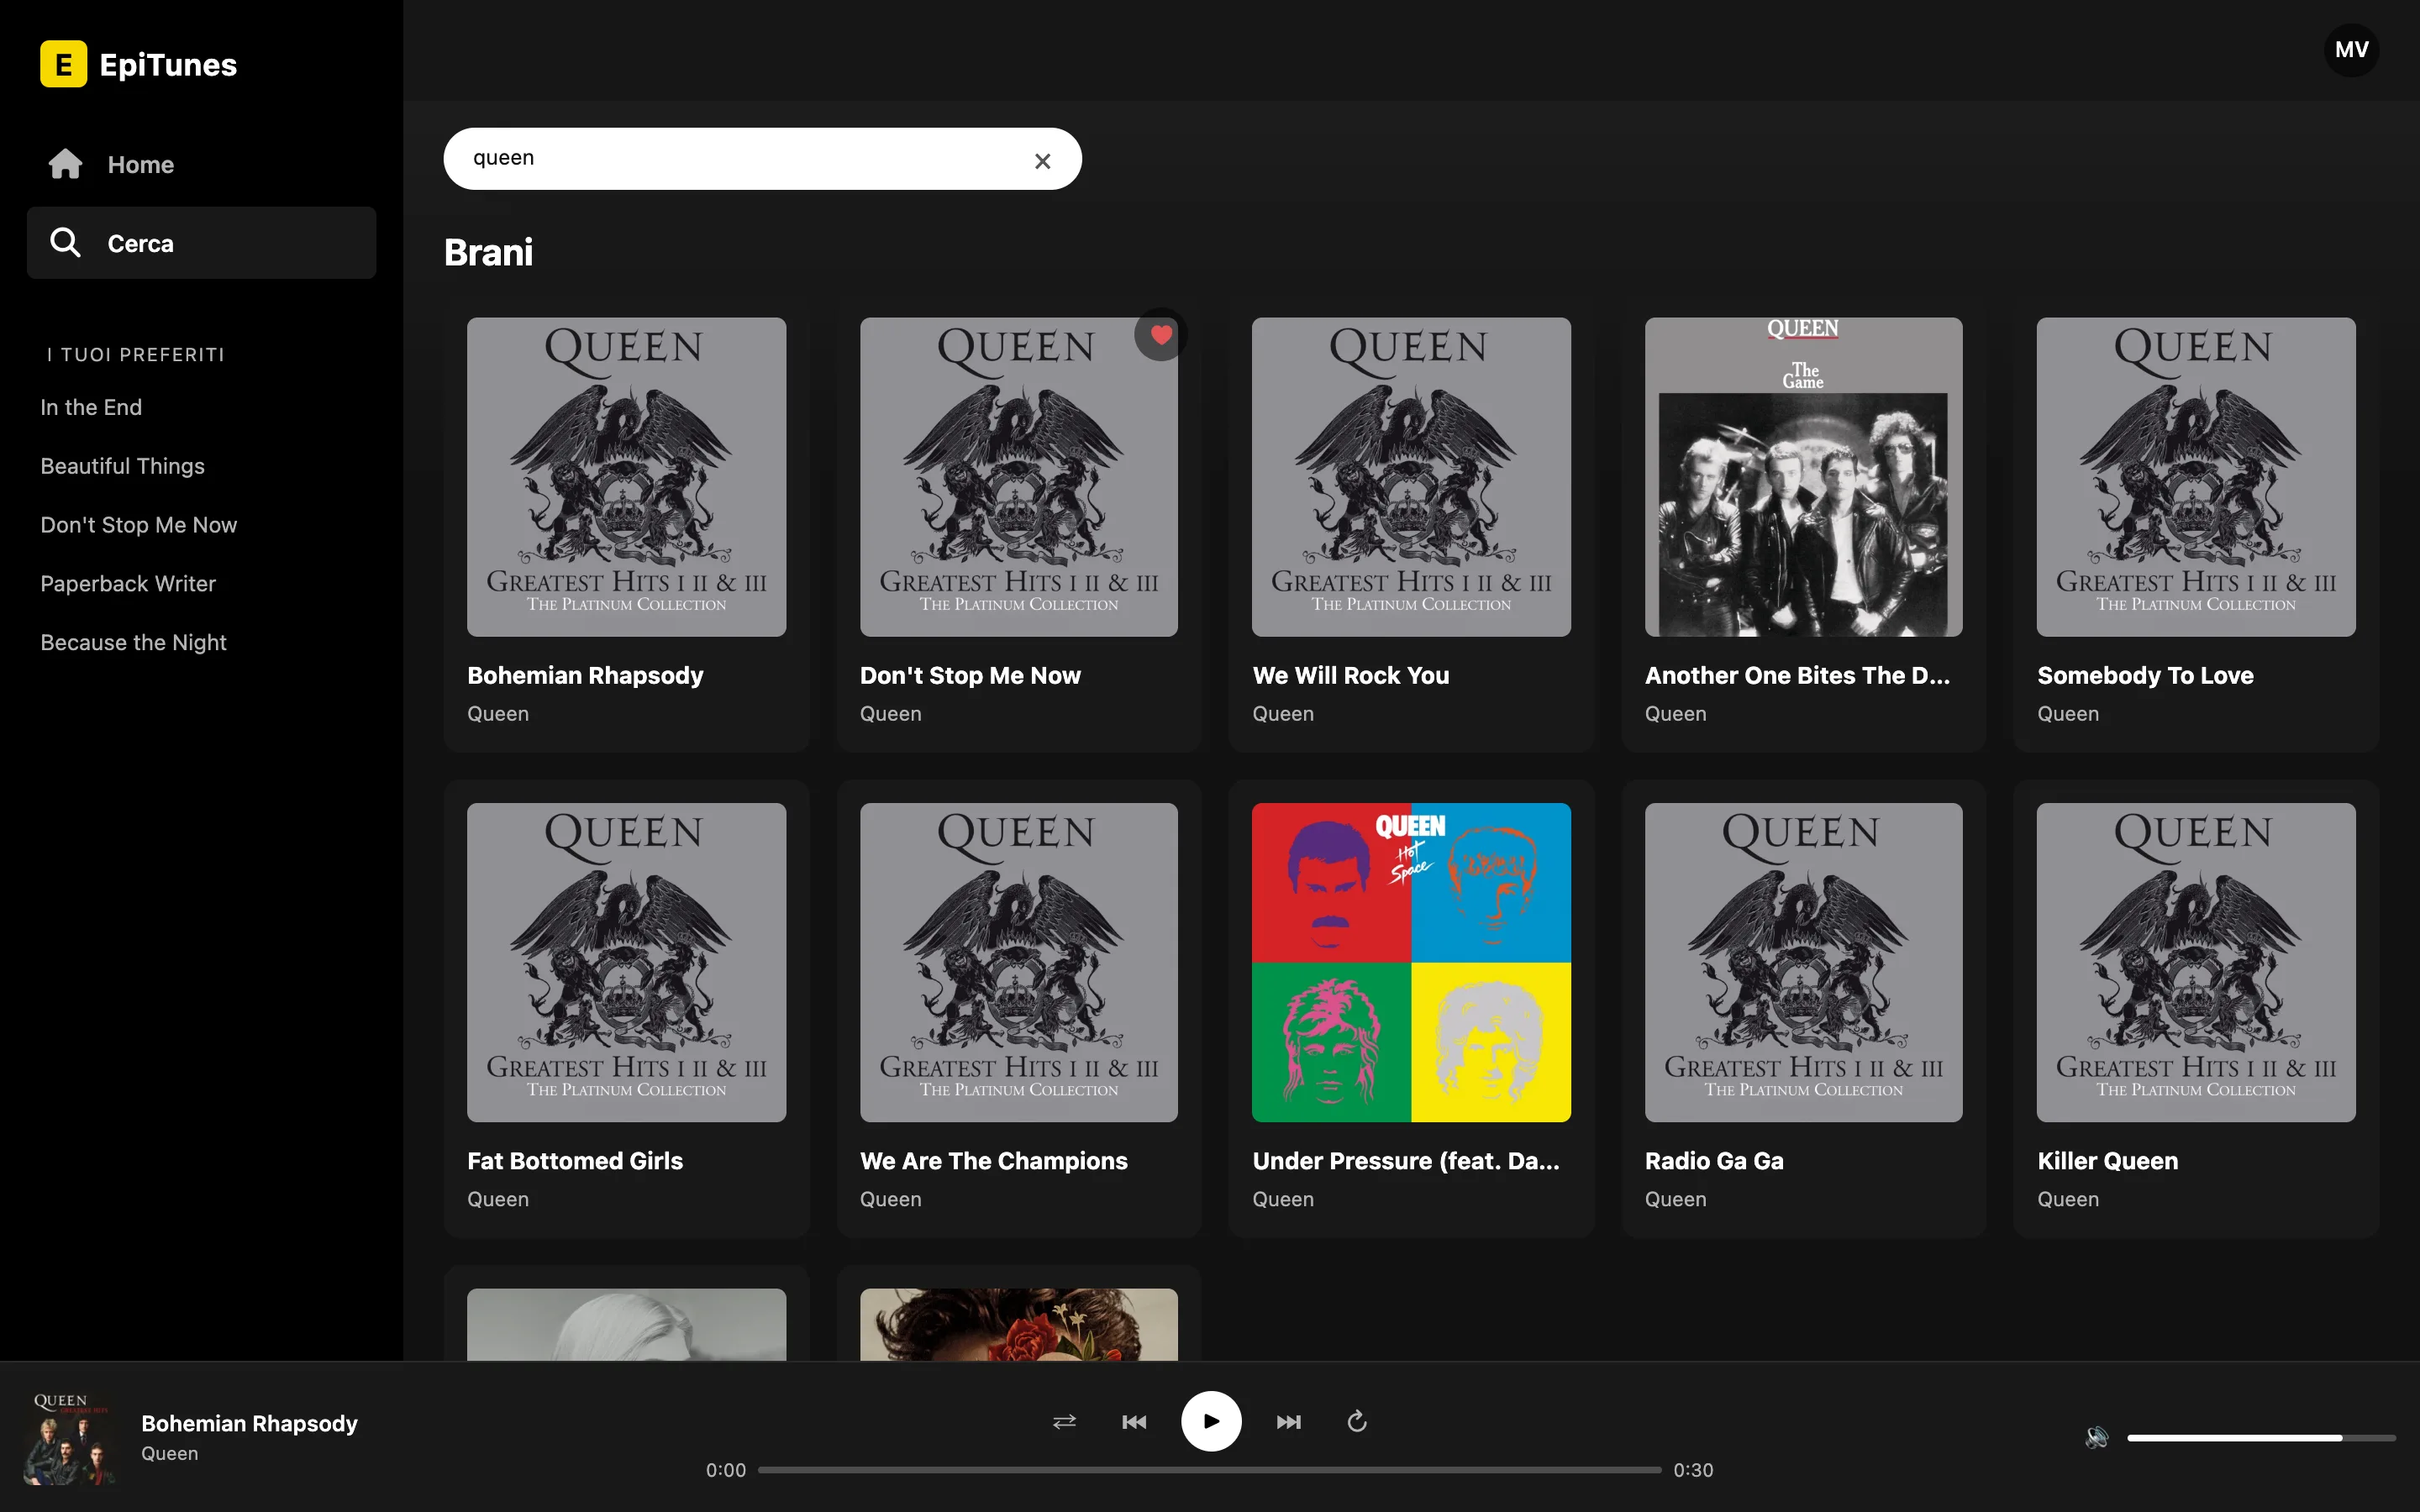 E EpiTunes
MV
Home
Cerca
I TUOI PREFERITI
In the End
Beautiful Things
Don't Stop Me Now
Paperback Writer
Because the Night
queen
Brani
QUEEN
GREATEST HITS I II & III
THE PLATINUM COLLECTION
Bohemian Rhapsody
Queen
QUEEN
GREATEST HITS I II & III
THE PLATINUM COLLECTION
Don't Stop Me Now
Queen
QUEEN
GREATEST HITS I II & III
THE PLATINUM COLLECTION
We Will Rock You
Queen
QUEEN
The
Game
Another One Bites The D...
Queen
QUEEN
GREATEST HITS I II & III
THE PLATINUM COLLECTION
Somebody To Love
Queen
QUEEN
GREATEST HITS I II & III
THE PLATINUM COLLECTION
Fat Bottomed Girls
Queen
QUEEN
GREATEST HITS I II & III
THE PLATINUM COLLECTION
We Are The Champions
Queen
QUEEN
Hot
Space
Under Pressure (feat. Da...
Queen
QUEEN
GREATEST HITS I II & III
THE PLATINUM COLLECTION
Radio Ga Ga
Queen
QUEEN
GREATEST HITS I II & III
THE PLATINUM COLLECTION
Killer Queen
Queen
QUEEN
GREATEST HITS
Bohemian Rhapsody
Queen
0:00
0:30